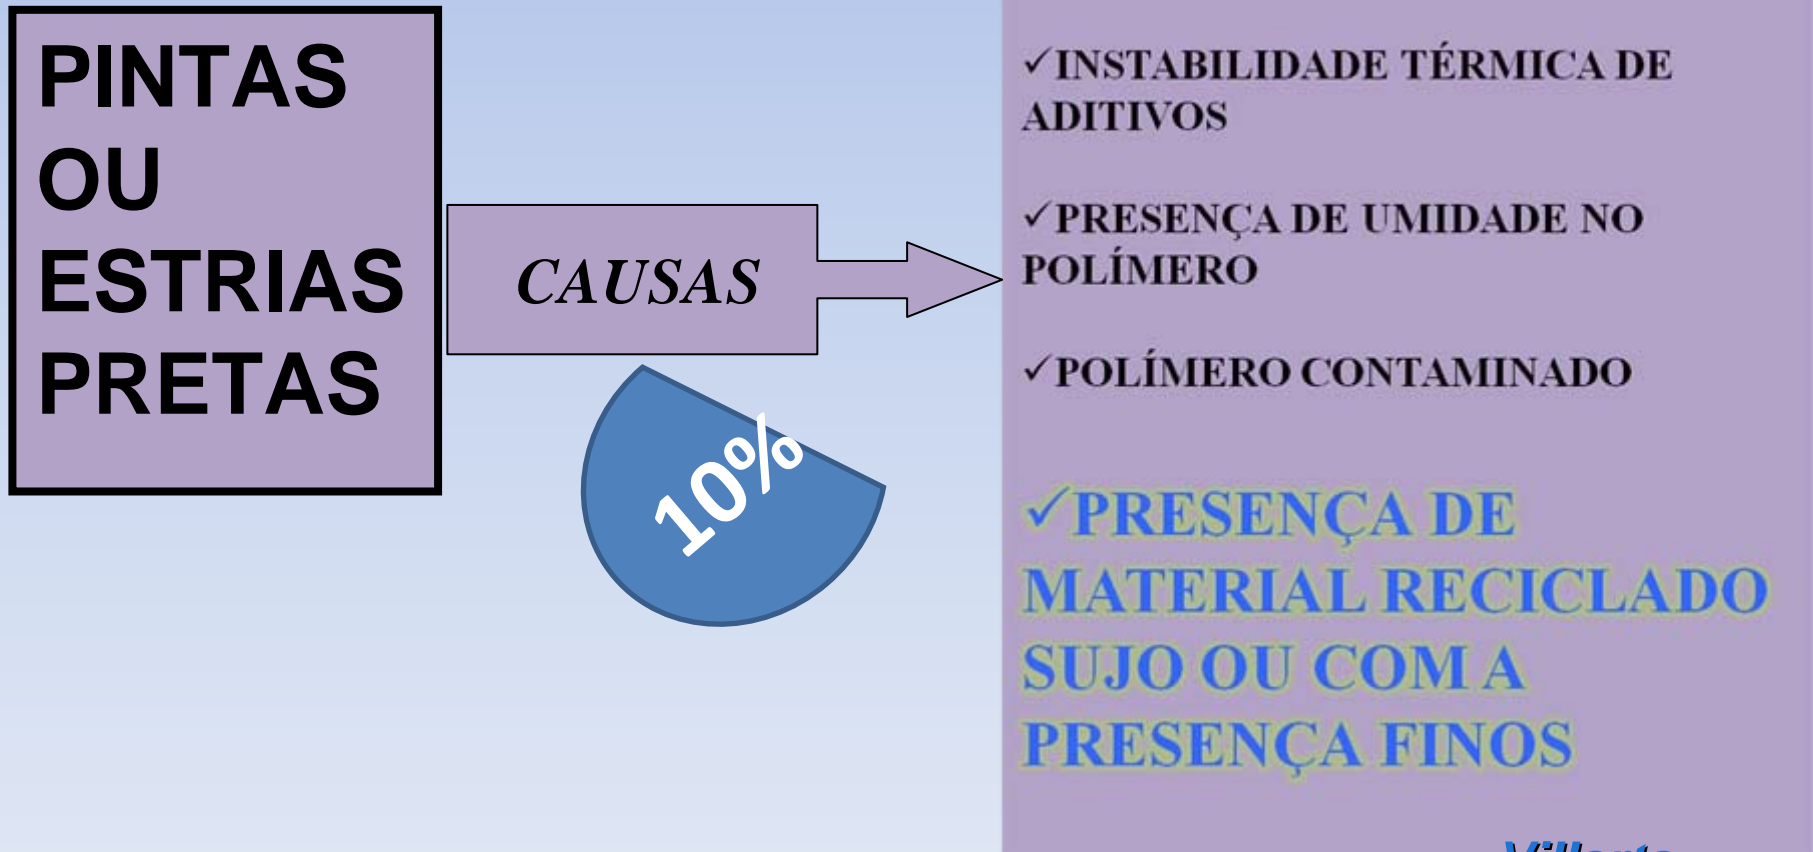 PINTAS
OU
ESTRIAS
PRETAS
CAUSAS
10%
✓INSTABILIDADE TÉRMICA DE
ADITIVOS
✓PRESENÇA DE UMIDADE NO
POLÍMERO
✓POLÍMERO CONTAMINADO
✓PRESENÇA DE
MATERIAL RECICLADO
SUJO OU COM A
PRESENÇA FINOS